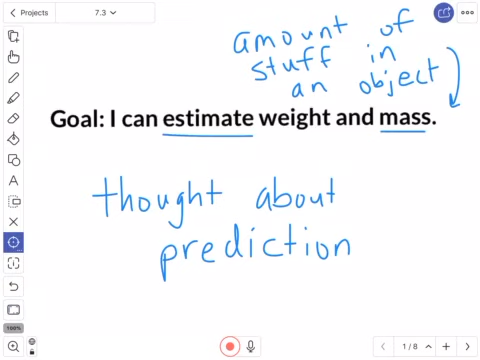 Projects
7.3
amount of
stuff in
an object
Goal: I can estimate weight and mass.
thought about
prediction
A
100%
1 / 8